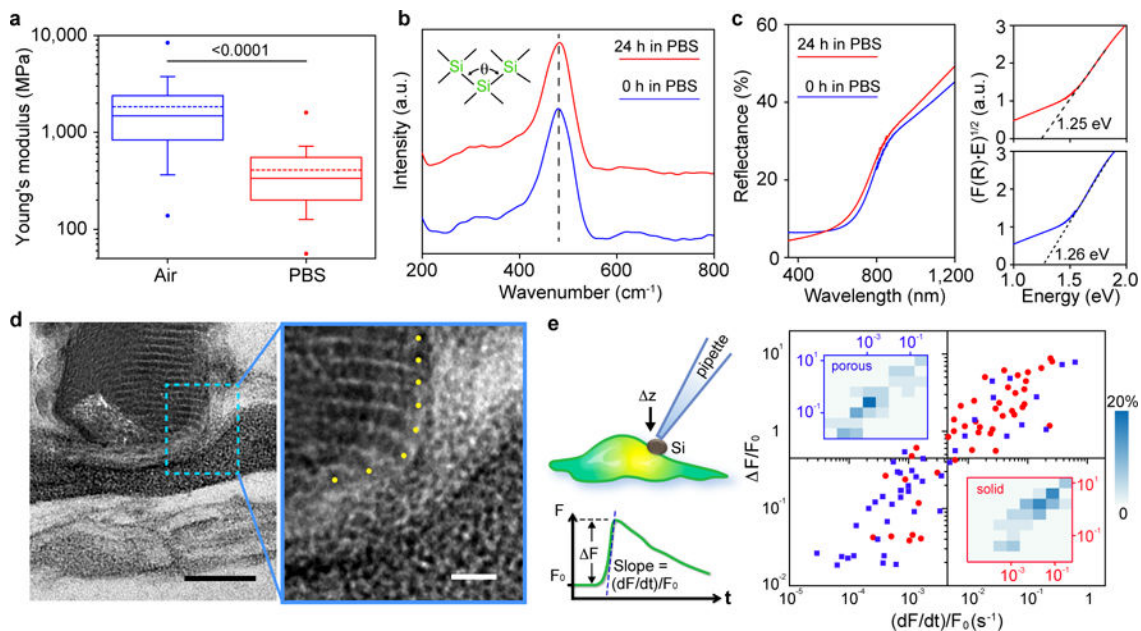 a
10,000
1,000
100
Young's modulus (MPa)
<0.0001
Air
PBS
b
Intensity (a.u.)
Si
θ
Si
Si
24 h in PBS
0 h in PBS
200
400
600
800
Wavenumber (cm⁻¹)
c
Reflectance (%)
60
40
20
0
24 h in PBS
0 h in PBS
400
800
1,200
Wavelength (nm)
(F(R)·E)^1/2 (a.u.)
3
2
1
0
1.25 eV
3
2
1
0
1.26 eV
1.0
1.5
2.0
Energy (eV)
d
e
pipette
Δz
Si
F
F₀
ΔF
Slope =
(dF/dt)/F₀
t
ΔF/F₀
10¹
1
10⁻¹
10⁻²
10⁻³ 10⁻¹
porous
10¹
10⁻¹
solid
10¹
10⁻¹
10⁻³ 10⁻¹
10⁻⁵
10⁻⁴
10⁻³
10⁻²
10⁻¹
1
(dF/dt)/F₀ (s⁻¹)
20%
0